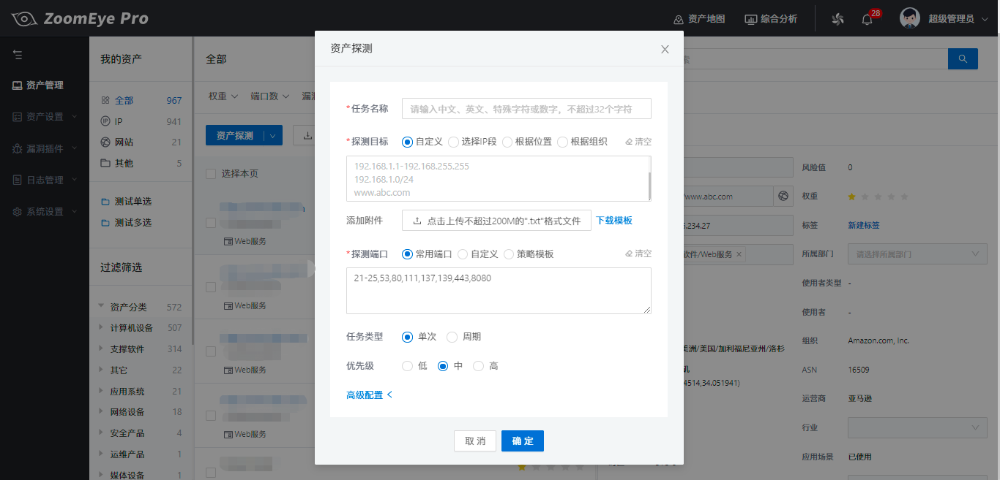 ZoomEye Pro
资产地图
综合分析
28
超级管理员
资产管理
资产设置
漏洞插件
日志管理
系统设置
我的资产
全部 967
IP 941
网站 21
其他 5
测试单选
测试多选
过滤筛选
资产分类 572
计算机设备 507
支撑软件 314
其它 22
应用系统 21
网络设备 18
安全产品 4
运维产品 1
媒体设备 1
全部
权重 端口数
资产探测
选择本页
Web服务
Web服务
Web服务
Web服务
资产探测
*任务名称 请输入中文、英文、特殊字符或数字，不超过32个字符
*探测目标 自定义 选择IP段 根据位置 根据组织 清空
192.168.1.1-192.168.255.255
192.168.1.0/24
www.abc.com
添加附件 点击上传不超过200M的".txt"格式文件 下载模板
*探测端口 常用端口 自定义 策略模板 清空
21-25,53,80,111,137,139,443,8080
任务类型 单次 周期
优先级 低 中 高
高级配置
取 消 确 定
索
风险值 0
www.abc.com 权重
5.234.27 标签 新建标签
软件/Web服务 × 所属部门 请选择所属部门
使用者类型 -
使用者 -
组织 Amazon.com, Inc.
美洲/美国/加利福尼亚州/洛杉
矶
4514,34.051941)
ASN 16509
运营商 亚马逊
行业
应用场景 已使用